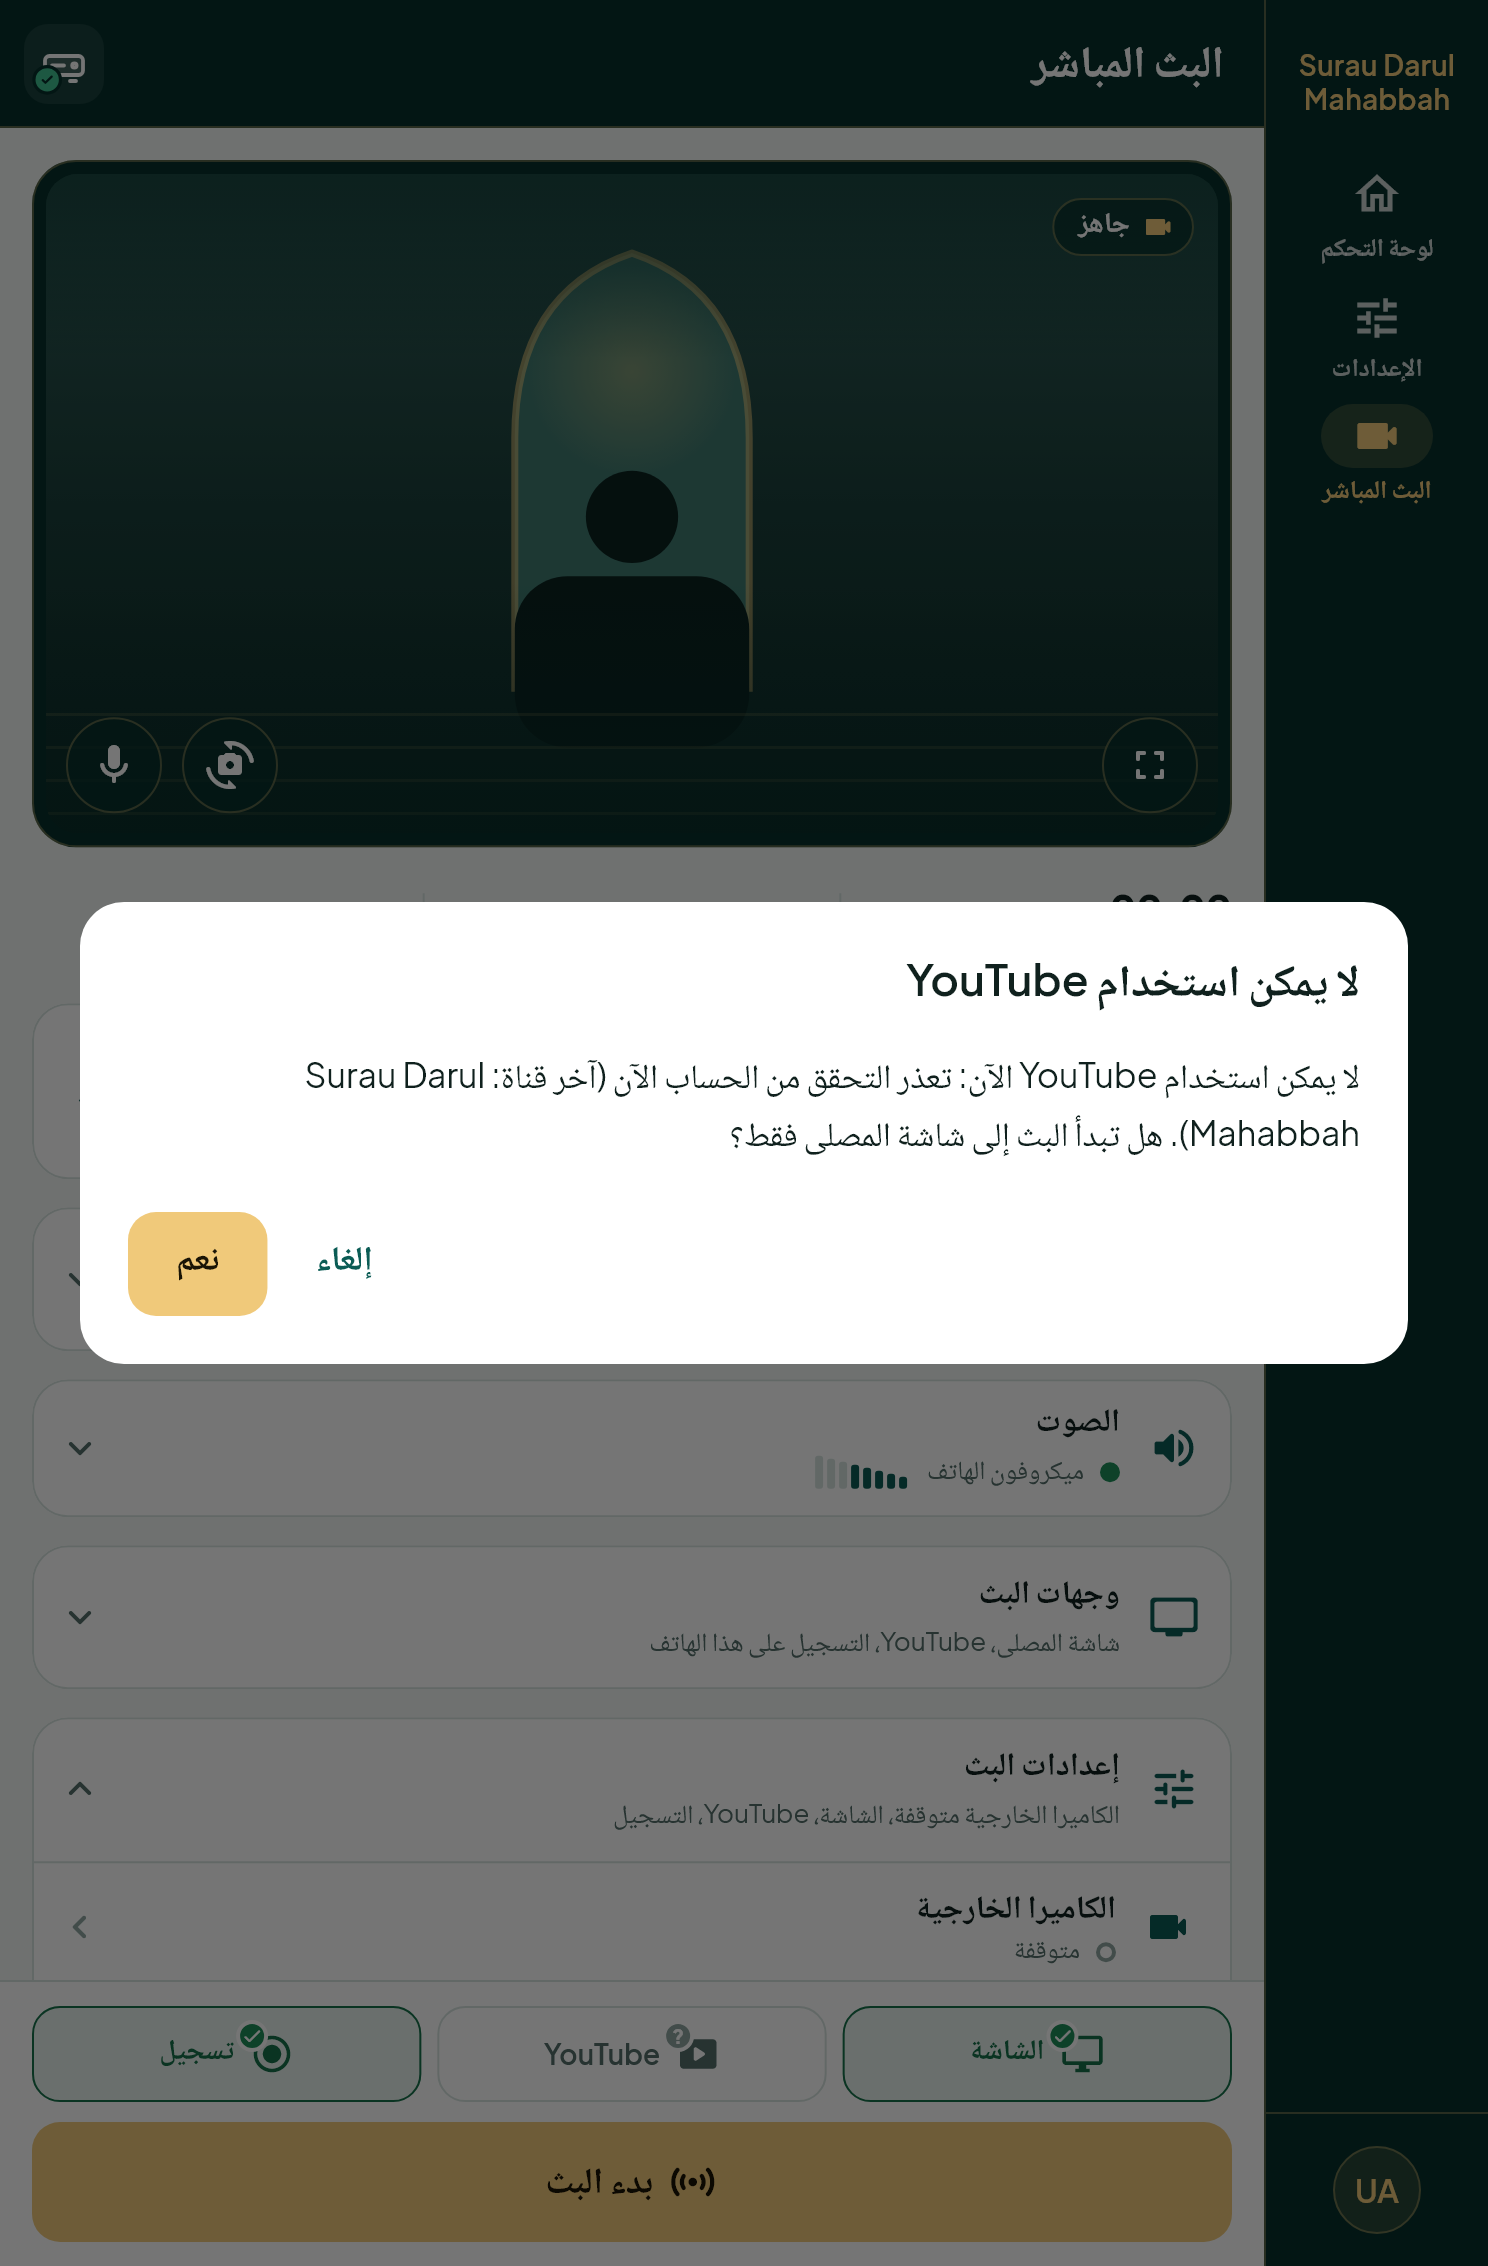 البث المباشر
Surau Darul
Mahabbah
لوحة التحكم
الإعدادات
البث المباشر
جاهز
لا يمكن استخدام YouTube
لا يمكن استخدام YouTube الآن: تعذر التحقق من الحساب الآن (آخر قناة: Surau Darul
Mahabbah). هل تبدأ البث إلى شاشة المصلى فقط؟
إلغاء
نعم
الصوت
ميكروفون الهاتف
وجهات البث
شاشة المصلى، YouTube، التسجيل على هذا الهاتف
إعدادات البث
الكاميرا الخارجية متوقفة، الشاشة، YouTube، التسجيل
الكاميرا الخارجية
متوقفة
الشاشة
YouTube
تسجيل
بدء البث
UA